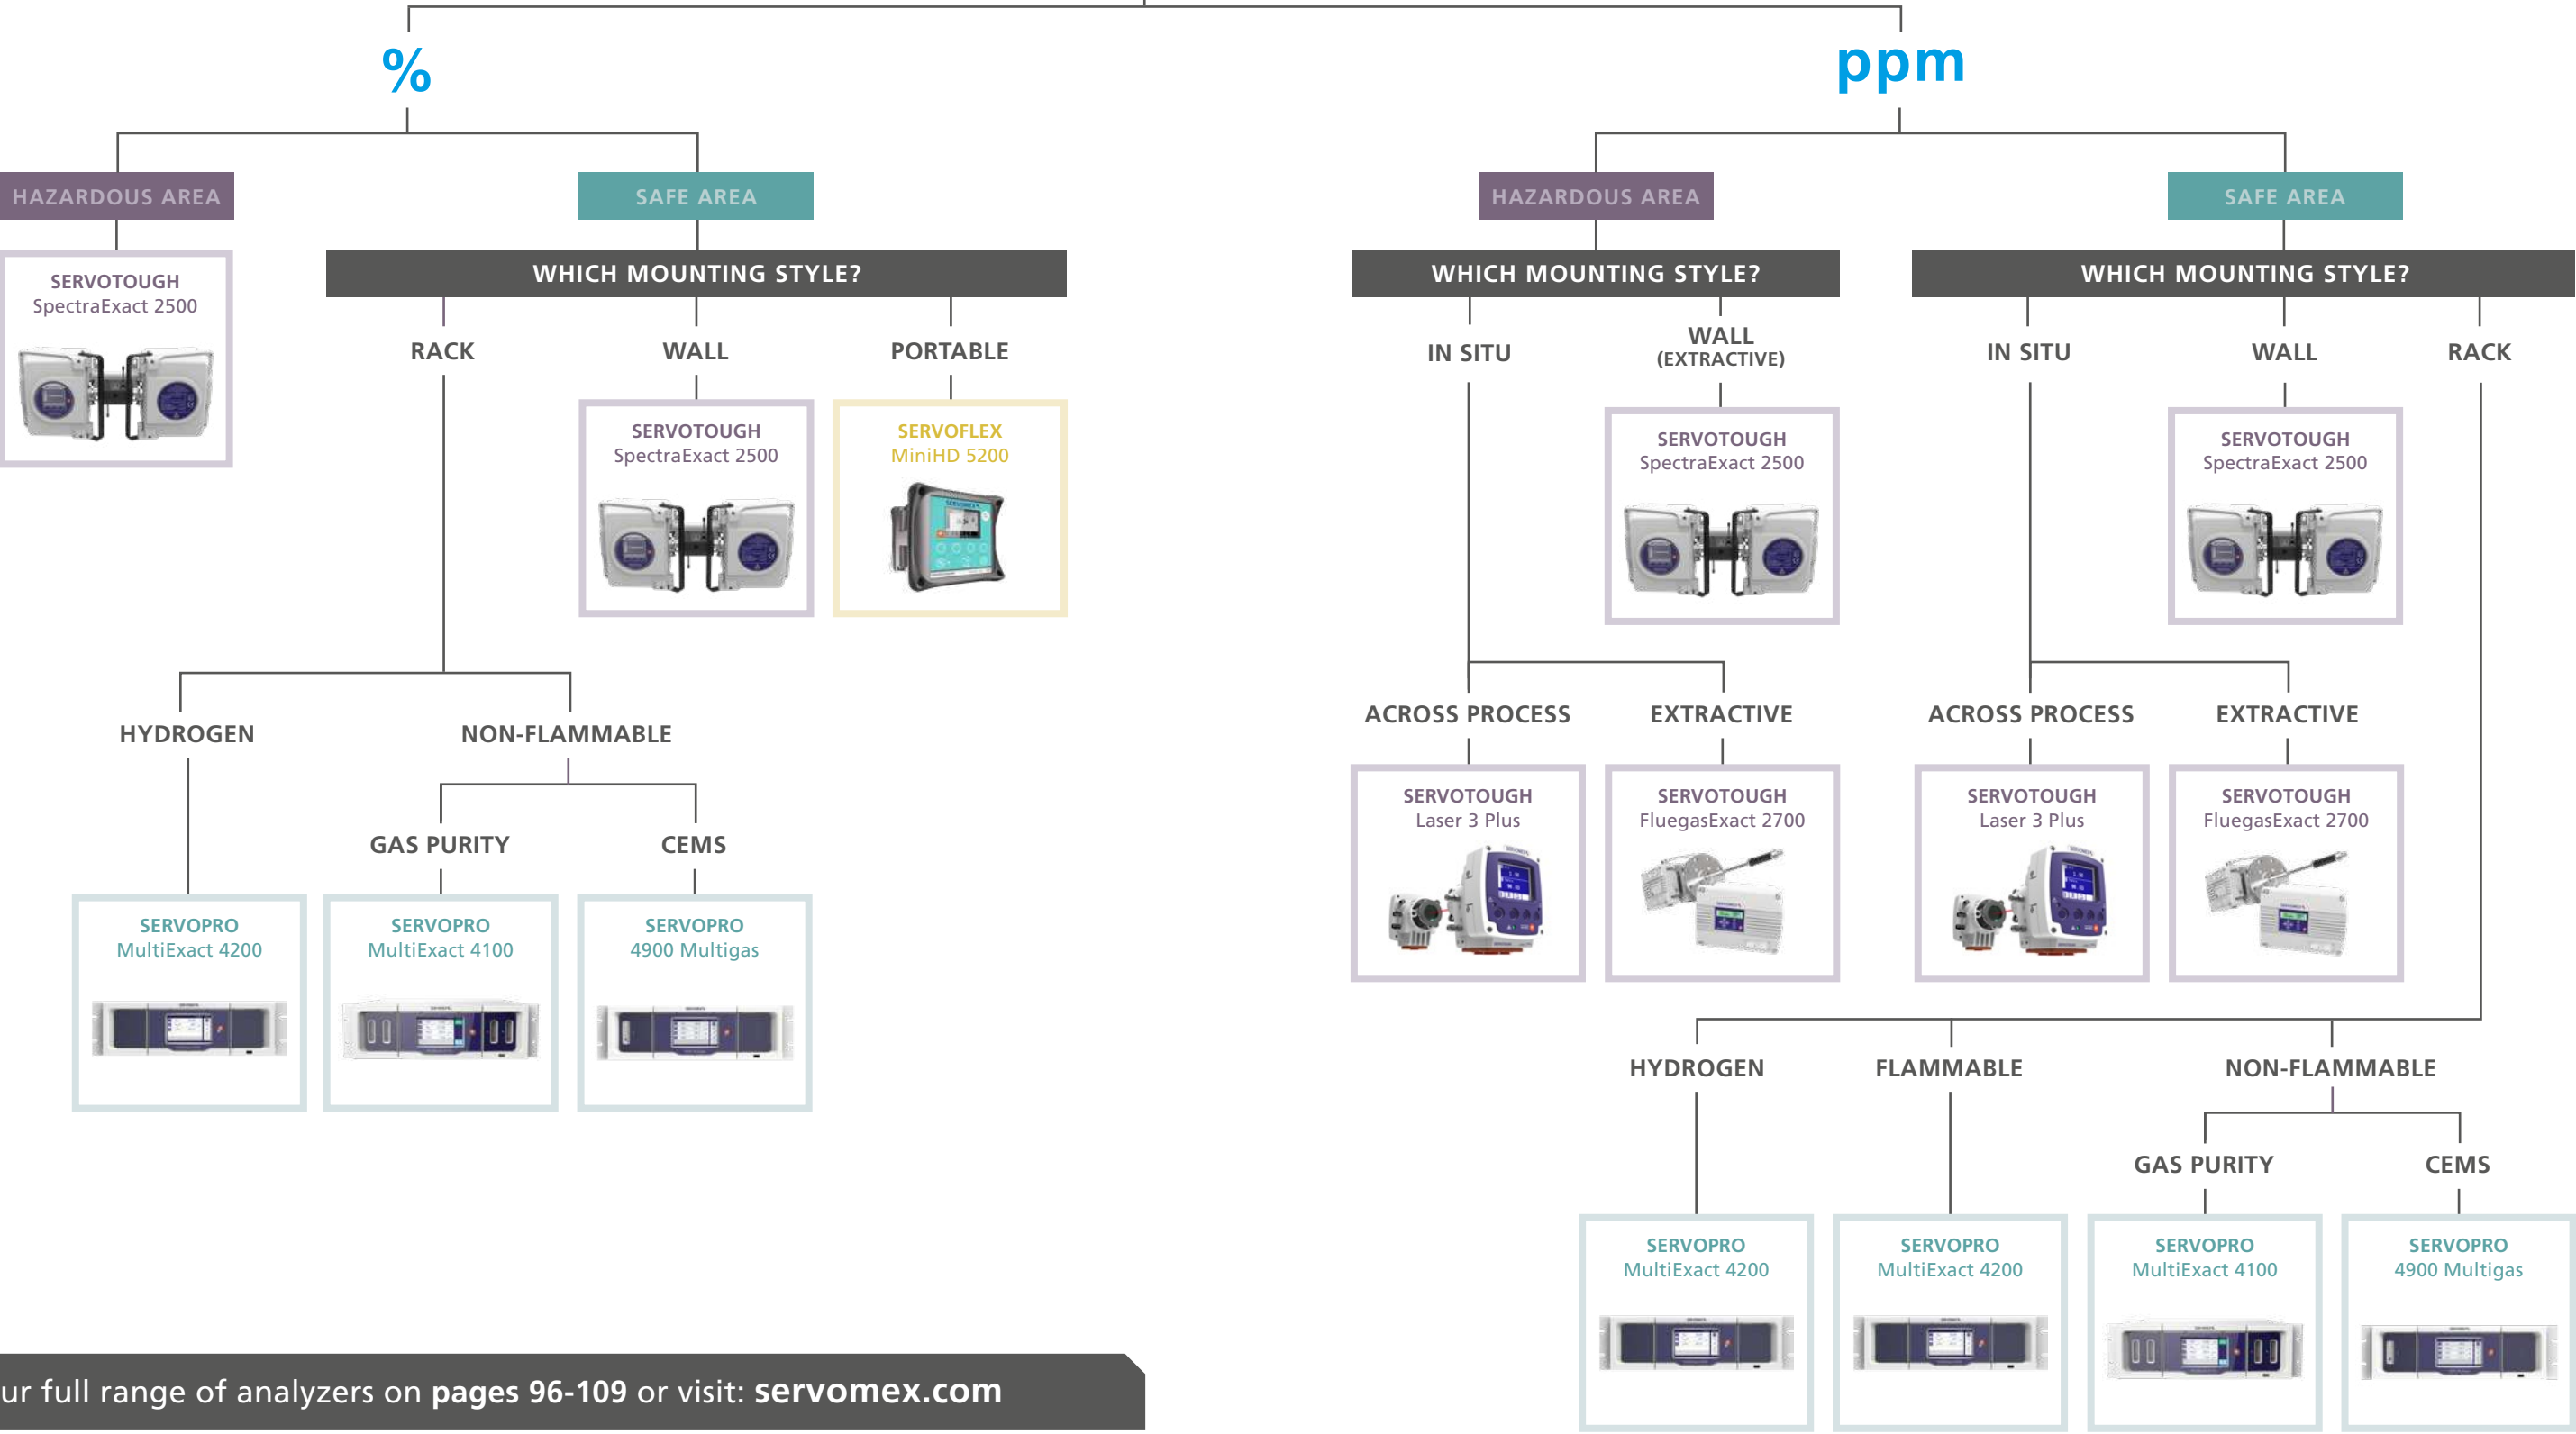 %
ppm
HAZARDOUS AREA
SAFE AREA
HAZARDOUS AREA
SAFE AREA
SERVOTOUGH
SpectraExact 2500
WHICH MOUNTING STYLE?
WHICH MOUNTING STYLE?
WHICH MOUNTING STYLE?
RACK
WALL
PORTABLE
IN SITU
WALL
(EXTRACTIVE)
IN SITU
WALL
RACK
SERVOTOUGH
SpectraExact 2500
SERVOFLEX
MiniHD 5200
SERVOTOUGH
SpectraExact 2500
SERVOTOUGH
SpectraExact 2500
HYDROGEN
NON-FLAMMABLE
ACROSS PROCESS
EXTRACTIVE
ACROSS PROCESS
EXTRACTIVE
GAS PURITY
CEMS
SERVOTOUGH
Laser 3 Plus
SERVOTOUGH
FluegasExact 2700
SERVOTOUGH
Laser 3 Plus
SERVOTOUGH
FluegasExact 2700
SERVOPRO
MultiExact 4200
SERVOPRO
MultiExact 4100
SERVOPRO
4900 Multigas
HYDROGEN
FLAMMABLE
NON-FLAMMABLE
GAS PURITY
CEMS
SERVOPRO
MultiExact 4200
SERVOPRO
MultiExact 4200
SERVOPRO
MultiExact 4100
SERVOPRO
4900 Multigas
ur full range of analyzers on pages 96-109 or visit: servomex.com